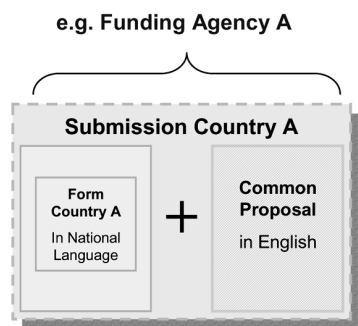 e.g. Funding Agency A
Submission Country A
Form
Country A
In National
Language
+
Common
Proposal
in English